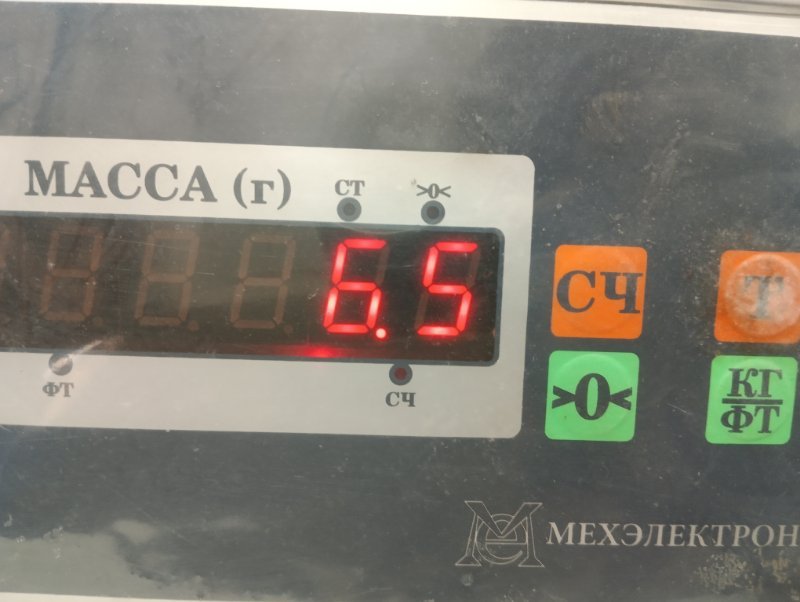 МАССА (г)
СТ
>0<
6.5
ФТ
СЧ
СЧ
Т
>0<
КГ
ФТ
МЕХЭЛЕКТРОН